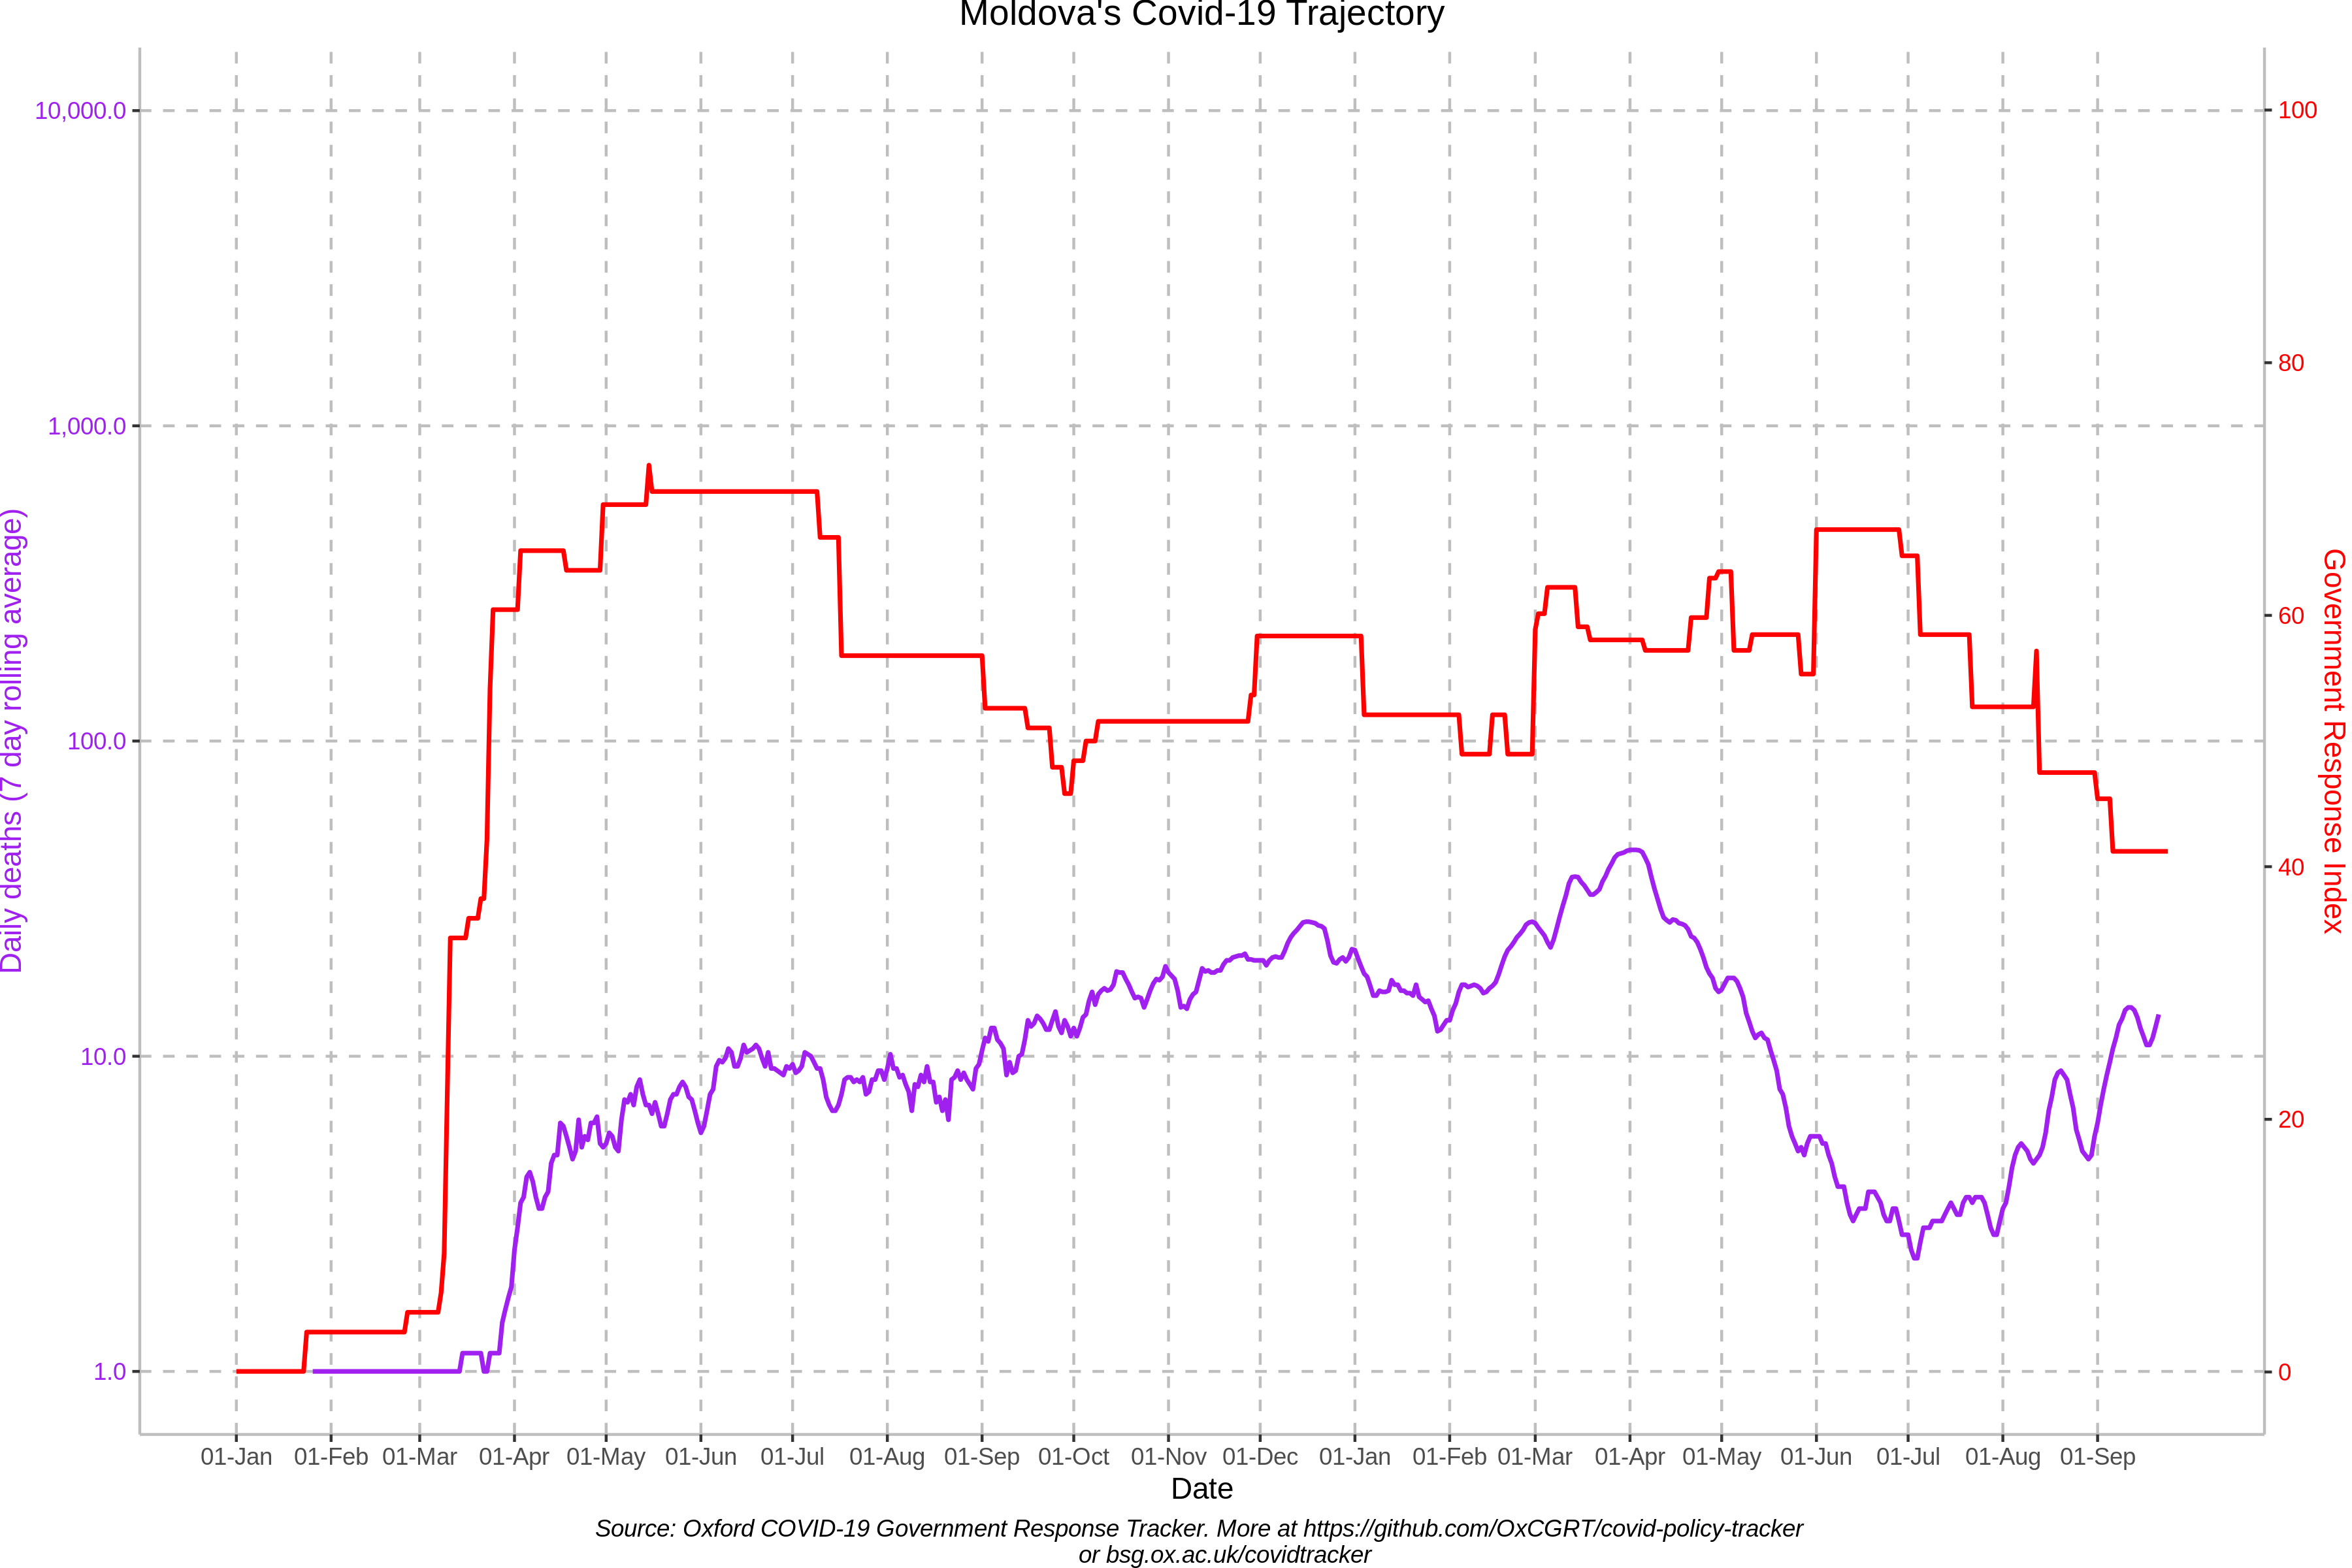 Moldova's Covid-19 Trajectory
10,000.0
1,000.0
100.0
10.0
1.0
Daily deaths (7 day rolling average)
100
80
60
40
20
0
Government Response Index
01-Jan 01-Feb 01-Mar 01-Apr 01-May 01-Jun 01-Jul 01-Aug 01-Sep 01-Oct 01-Nov 01-Dec 01-Jan 01-Feb 01-Mar 01-Apr 01-May 01-Jun 01-Jul 01-Aug 01-Sep
Date
Source: Oxford COVID-19 Government Response Tracker. More at https://github.com/OxCGRT/covid-policy-tracker
or bsg.ox.ac.uk/covidtracker